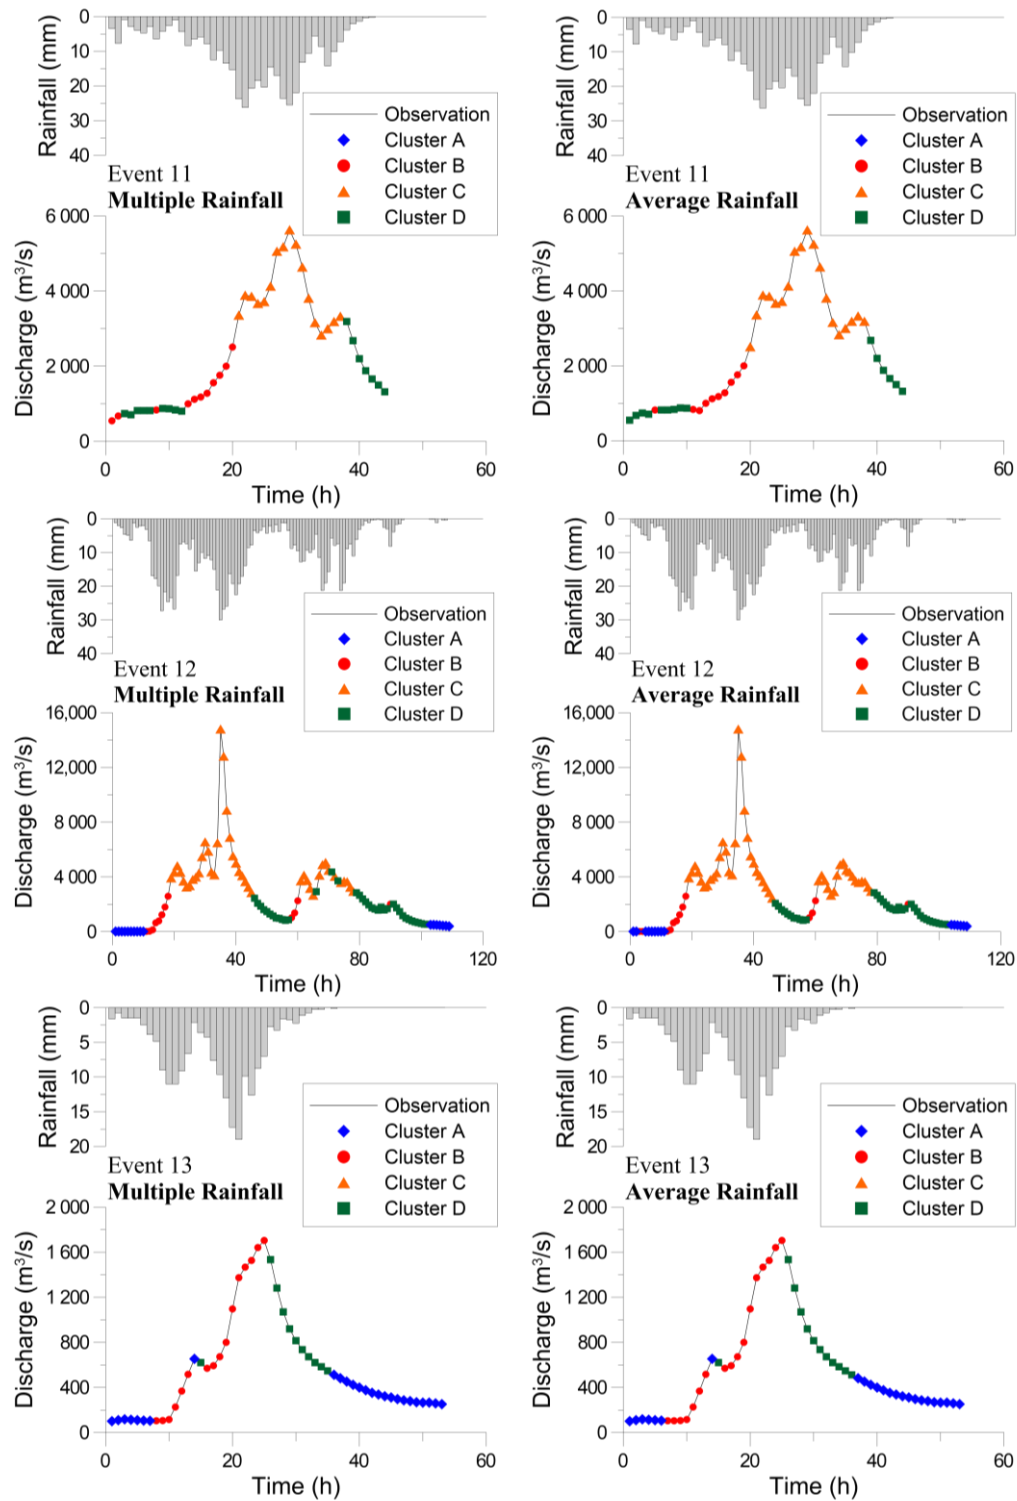 0
10
20
30
40
Rainfall (mm)
Observation
Cluster A
Cluster B
Cluster C
Cluster D
Event 11
Multiple Rainfall
6 000
4 000
2 000
0
Discharge (m³/s)
0 20 40 60
Time (h)
0
10
20
30
40
Rainfall (mm)
Observation
Cluster A
Cluster B
Cluster C
Cluster D
Event 11
Average Rainfall
6 000
4 000
2 000
0
Discharge (m³/s)
0 20 40 60
Time (h)
0
10
20
30
40
Rainfall (mm)
Observation
Cluster A
Cluster B
Cluster C
Cluster D
Event 12
Multiple Rainfall
16,000
12,000
8 000
4 000
0
Discharge (m³/s)
0 40 80 120
Time (h)
0
10
20
30
40
Rainfall (mm)
Observation
Cluster A
Cluster B
Cluster C
Cluster D
Event 12
Average Rainfall
16,000
12,000
8 000
4 000
0
Discharge (m³/s)
0 40 80 120
Time (h)
0
5
10
15
20
Rainfall (mm)
Observation
Cluster A
Cluster B
Cluster C
Cluster D
Event 13
Multiple Rainfall
2 000
1 600
1 200
800
400
0
Discharge (m³/s)
0 20 40 60
Time (h)
0
5
10
15
20
Rainfall (mm)
Observation
Cluster A
Cluster B
Cluster C
Cluster D
Event 13
Average Rainfall
2 000
1 600
1 200
800
400
0
Discharge (m³/s)
0 20 40 60
Time (h)